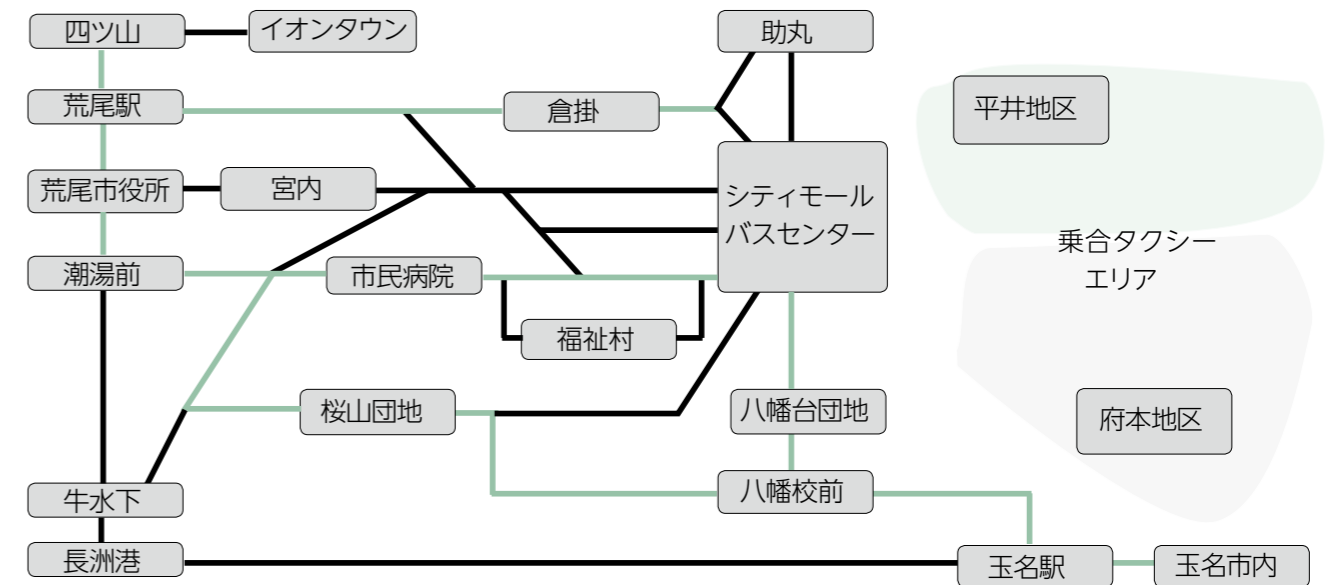 四ツ山
イオンタウン
助丸
荒尾駅
倉掛
平井地区
荒尾市役所
宮内
シティモール
バスセンター
乗合タクシー
エリア
潮湯前
市民病院
福祉村
桜山団地
八幡台団地
府本地区
牛水下
八幡校前
長洲港
玉名駅
玉名市内